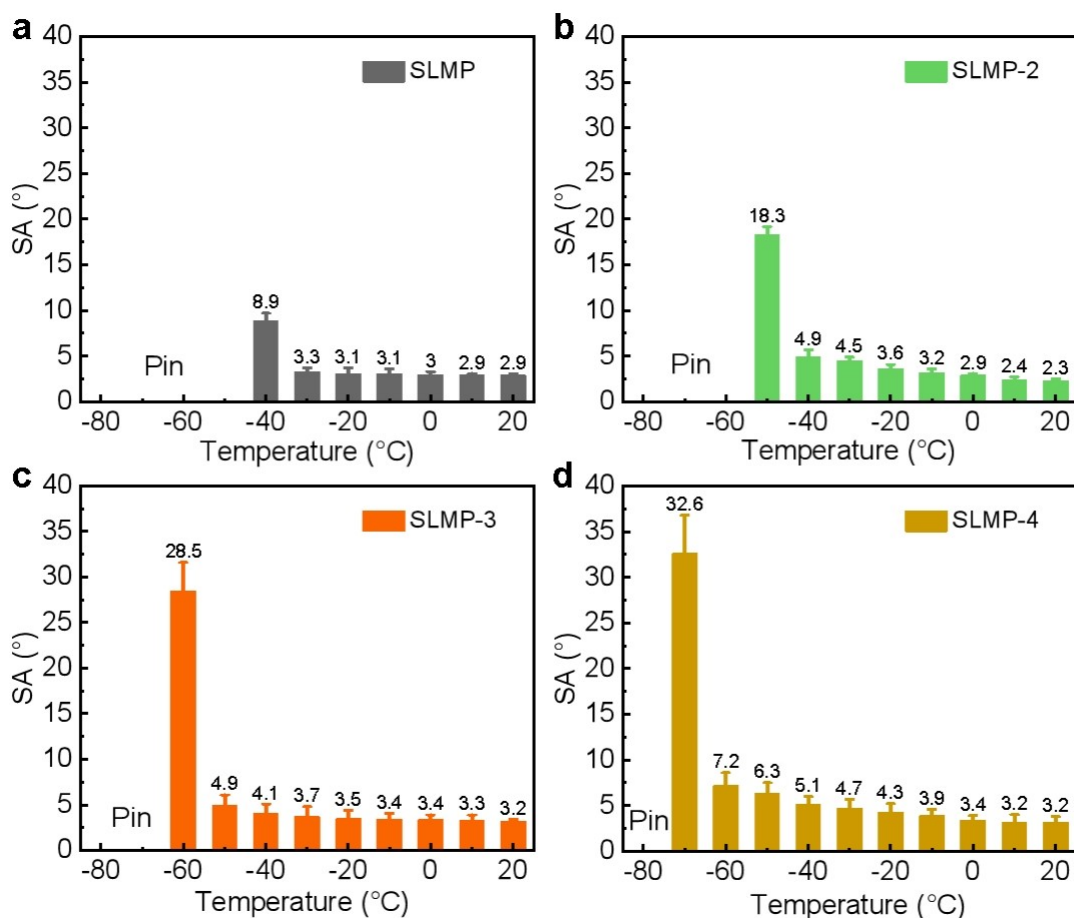 a
40
35
30
25
20
15
10
5
0
SA (°)
SLMP
Pin
8.9
3.3
3.1
3.1
3
2.9
2.9
-80 -60 -40 -20 0 20
Temperature (°C)
b
40
35
30
25
20
15
10
5
0
SA (°)
SLMP-2
Pin
18.3
4.9
4.5
3.6
3.2
2.9
2.4
2.3
-80 -60 -40 -20 0 20
Temperature (°C)
c
40
35
30
25
20
15
10
5
0
SA (°)
SLMP-3
Pin
28.5
4.9
4.1
3.7
3.5
3.4
3.4
3.3
3.2
-80 -60 -40 -20 0 20
Temperature (°C)
d
40
35
30
25
20
15
10
5
0
SA (°)
SLMP-4
Pin
32.6
7.2
6.3
5.1
4.7
4.3
3.9
3.4
3.2
3.2
-80 -60 -40 -20 0 20
Temperature (°C)